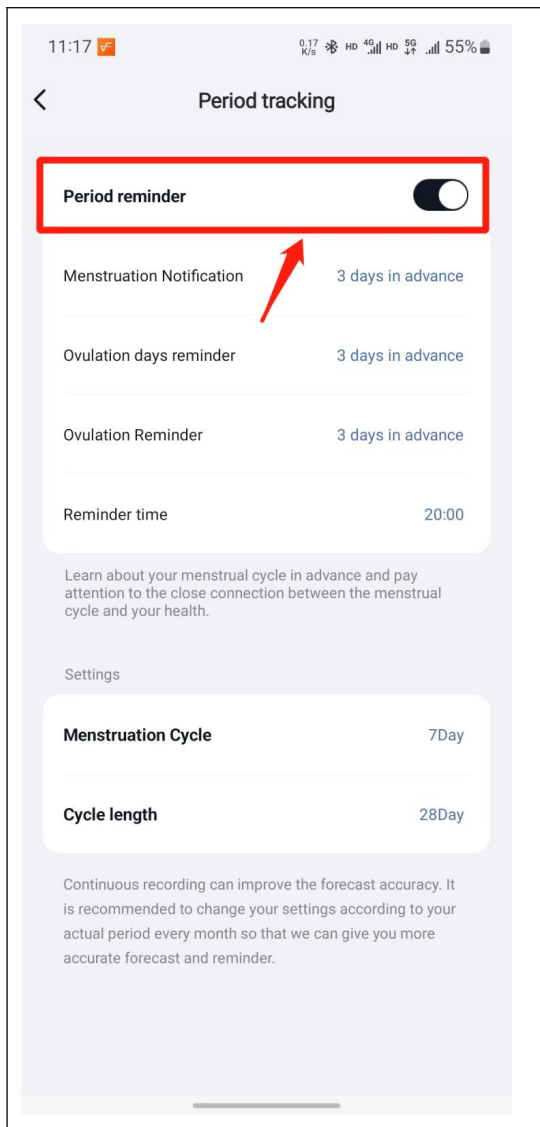 11:17
0.17 K/s HD 4G HD 5G 55%
Period tracking
Period reminder
Menstruation Notification 3 days in advance
Ovulation days reminder 3 days in advance
Ovulation Reminder 3 days in advance
Reminder time 20:00
Learn about your menstrual cycle in advance and pay
attention to the close connection between the menstrual
cycle and your health.
Settings
Menstruation Cycle 7Day
Cycle length 28Day
Continuous recording can improve the forecast accuracy. It
is recommended to change your settings according to your
actual period every month so that we can give you more
accurate forecast and reminder.